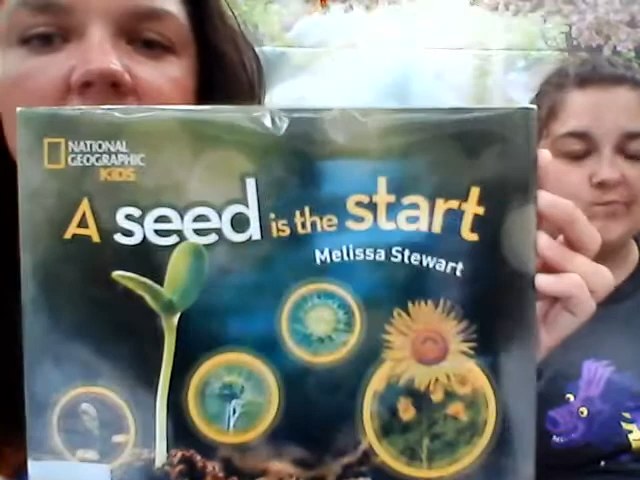 NATIONAL
GEOGRAPHIC
KiDS
A seed is the start
Melissa Stewart